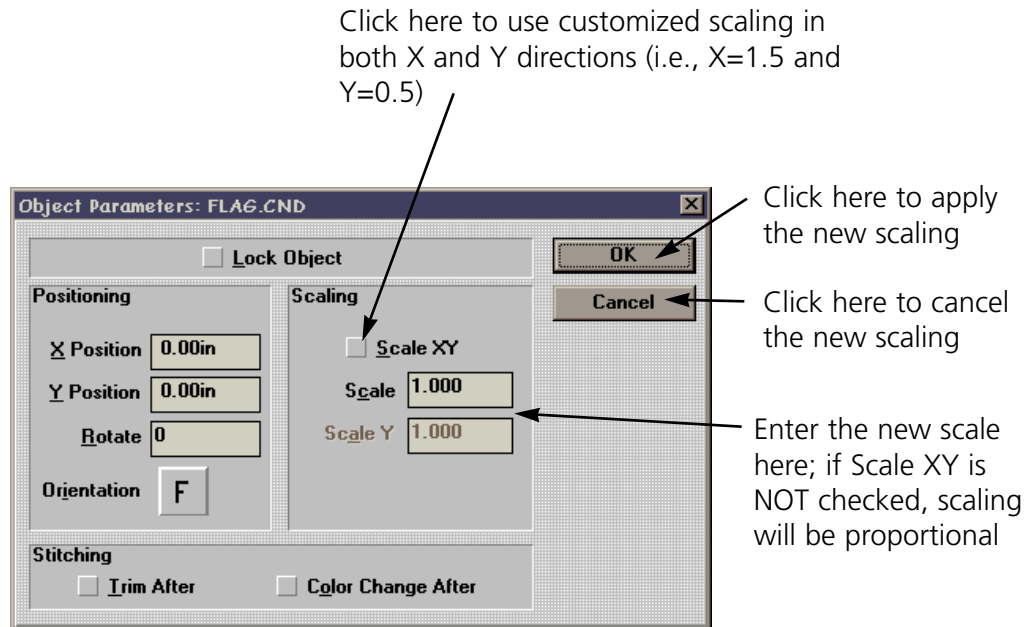 Click here to use customized scaling in
both X and Y directions (i.e., X=1.5 and
Y=0.5)
Object Parameters: FLAG.CND
Lock Object
OK
Cancel
Positioning
X Position 0.00in
Y Position 0.00in
Rotate 0
Orientation F
Scaling
Scale XY
Scale 1.000
Scale Y 1.000
Stitching
Trim After
Color Change After
Click here to apply
the new scaling
Click here to cancel
the new scaling
Enter the new scale
here; if Scale XY is
NOT checked, scaling
will be proportional